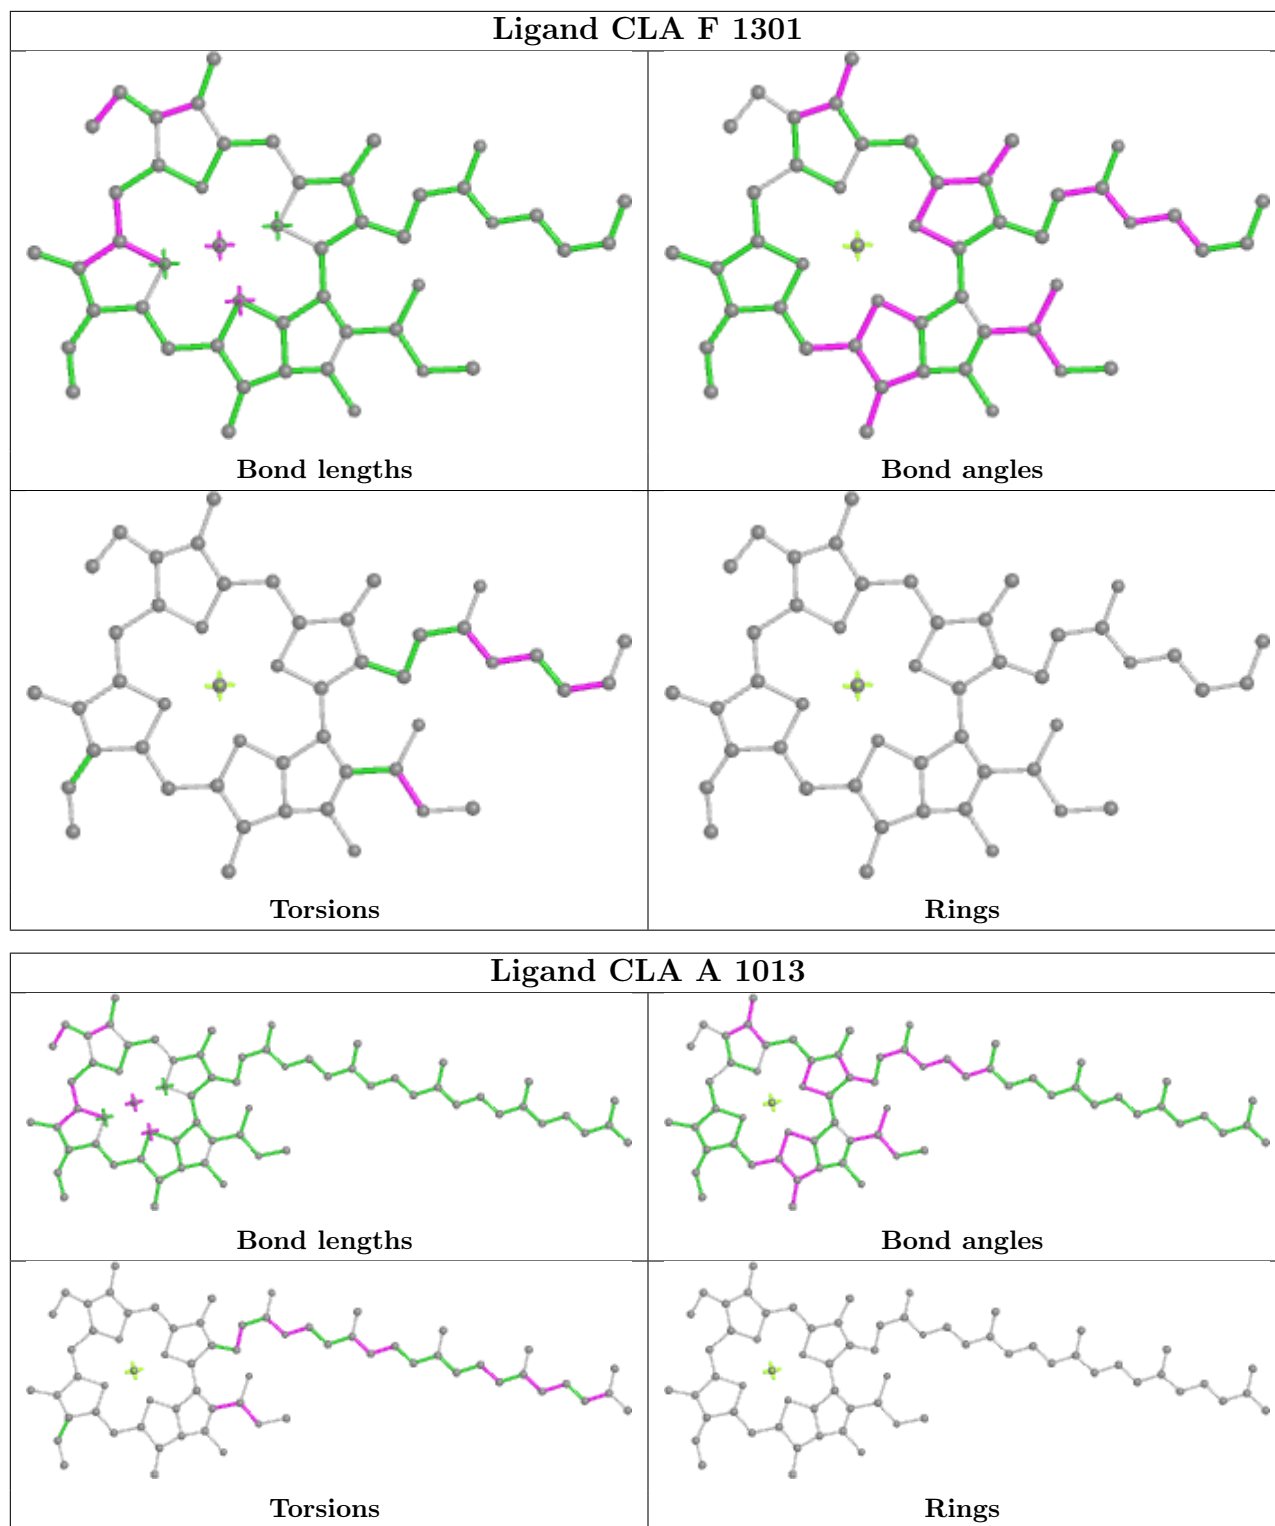 Ligand CLA F 1301
Bond lengths
Bond angles
Torsions
Rings
Ligand CLA A 1013
Bond lengths
Bond angles
Torsions
Rings